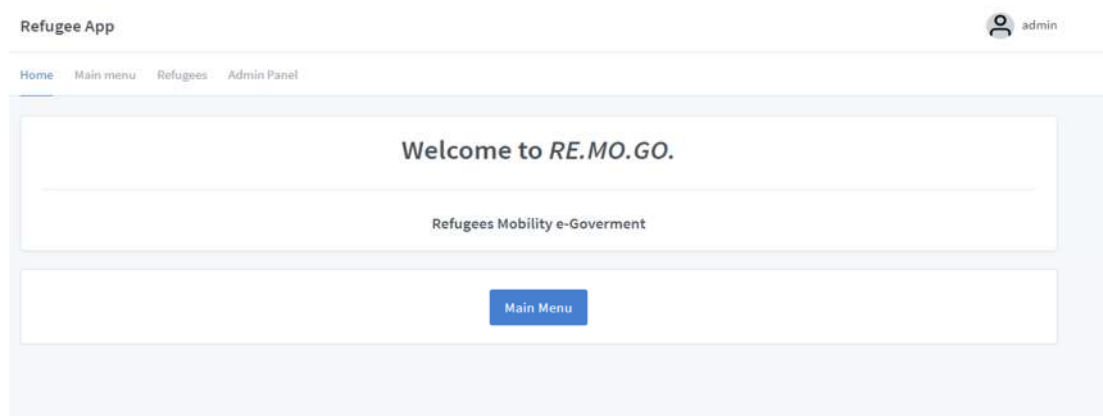 Refugee App
admin
Home Main menu Refugees Admin Panel
Welcome to RE.MO.GO.
Refugees Mobility e-Goverment
Main Menu